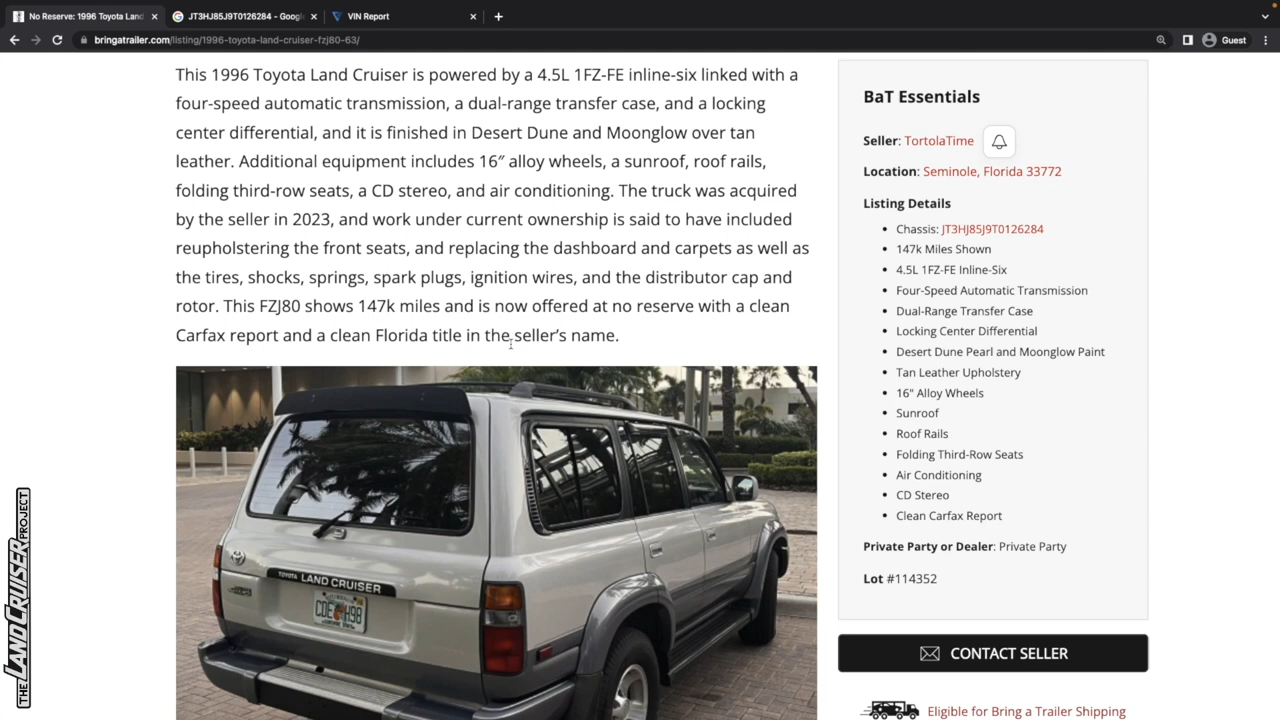 No Reserve: 1996 Toyota Land
JT3HJ85J9T0126284 - Google
VIN Report
bringatrailer.com/listing/1996-toyota-land-cruiser-fzj80-63/
Guest
This 1996 Toyota Land Cruiser is powered by a 4.5L 1FZ-FE inline-six linked with a
four-speed automatic transmission, a dual-range transfer case, and a locking
center differential, and it is finished in Desert Dune and Moonglow over tan
leather. Additional equipment includes 16″ alloy wheels, a sunroof, roof rails,
folding third-row seats, a CD stereo, and air conditioning. The truck was acquired
by the seller in 2023, and work under current ownership is said to have included
reupholstering the front seats, and replacing the dashboard and carpets as well as
the tires, shocks, springs, spark plugs, ignition wires, and the distributor cap and
rotor. This FZJ80 shows 147k miles and is now offered at no reserve with a clean
Carfax report and a clean Florida title in the seller’s name.
TOYOTA LAND CRUISER
BaT Essentials
Seller: TortolaTime
Location: Seminole, Florida 33772
Listing Details
Chassis: JT3HJ85J9T0126284
147k Miles Shown
4.5L 1FZ-FE Inline-Six
Four-Speed Automatic Transmission
Dual-Range Transfer Case
Locking Center Differential
Desert Dune Pearl and Moonglow Paint
Tan Leather Upholstery
16" Alloy Wheels
Sunroof
Roof Rails
Folding Third-Row Seats
Air Conditioning
CD Stereo
Clean Carfax Report
Private Party or Dealer: Private Party
Lot #114352
CONTACT SELLER
Eligible for Bring a Trailer Shipping
THE LAND CRUISER PROJECT